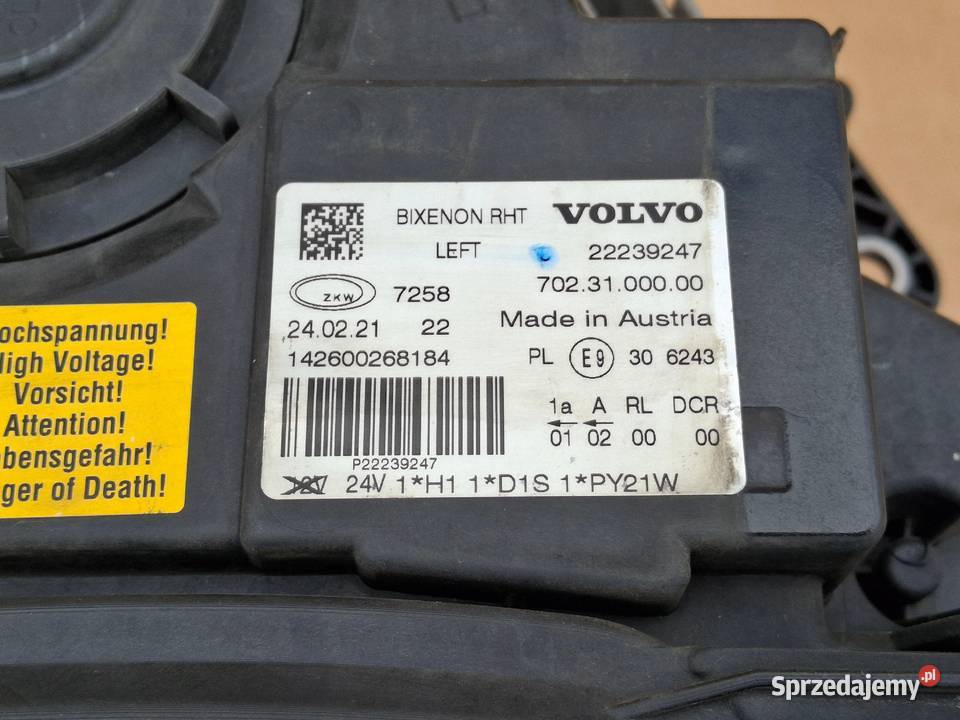 BIXENON RHT VOLVO
LEFT 22239247
702.31.000.00
ZKW 7258
24.02.21 22 Made in Austria
142600268184 PL E9 30 6243
1a A RL DCR
01 02 00 00
P22239247
12V 24V 1*H1 1*D1S 1*PY21W
ochspannung!
High Voltage!
Vorsicht!
Attention!
bensgefahr!
ger of Death!
Sprzedajemy.pl